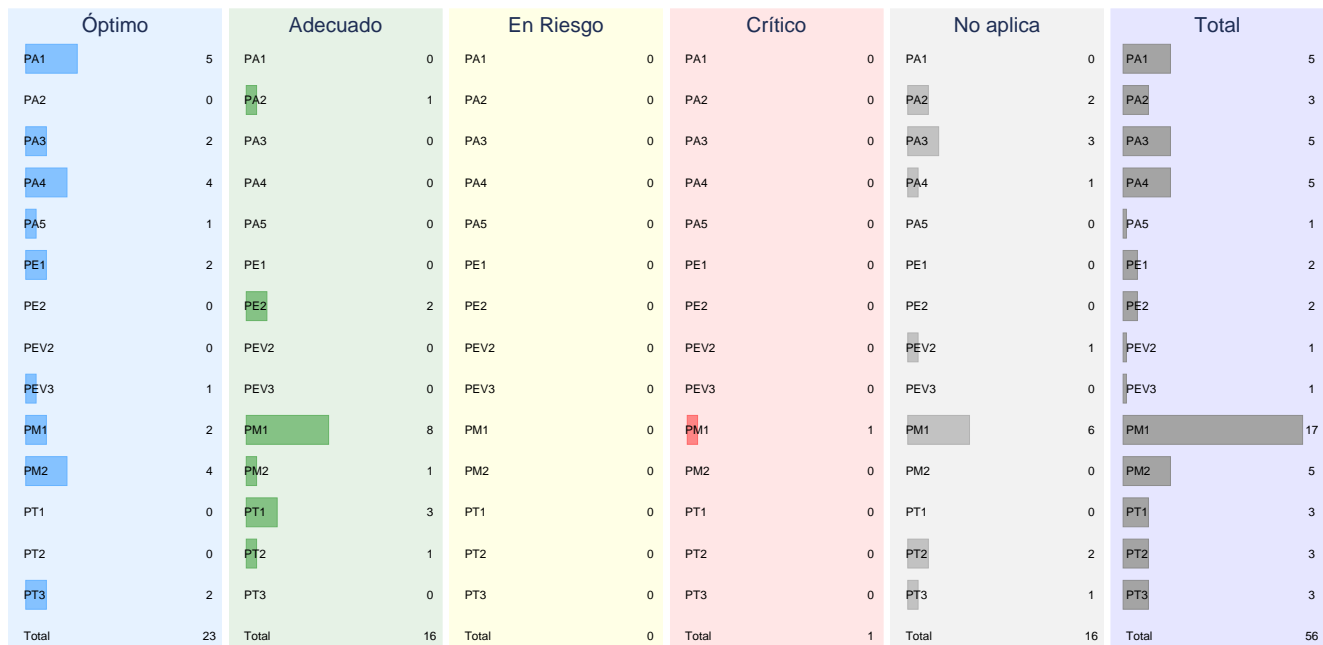 Óptimo Adecuado En Riesgo Crítico No aplica Total
PA1 5 PA1 0 PA1 0 PA1 0 PA1 0 PA1 5
PA2 0 PA2 1 PA2 0 PA2 0 PA2 2 PA2 3
PA3 2 PA3 0 PA3 0 PA3 0 PA3 3 PA3 5
PA4 4 PA4 0 PA4 0 PA4 0 PA4 1 PA4 5
PA5 1 PA5 0 PA5 0 PA5 0 PA5 0 PA5 1
PE1 2 PE1 0 PE1 0 PE1 0 PE1 0 PE1 2
PE2 0 PE2 2 PE2 0 PE2 0 PE2 0 PE2 2
PEV2 0 PEV2 0 PEV2 0 PEV2 0 PEV2 1 PEV2 1
PEV3 1 PEV3 0 PEV3 0 PEV3 0 PEV3 0 PEV3 1
PM1 2 PM1 8 PM1 0 PM1 1 PM1 6 PM1 17
PM2 4 PM2 1 PM2 0 PM2 0 PM2 0 PM2 5
PT1 0 PT1 3 PT1 0 PT1 0 PT1 0 PT1 3
PT2 0 PT2 1 PT2 0 PT2 0 PT2 2 PT2 3
PT3 2 PT3 0 PT3 0 PT3 0 PT3 1 PT3 3
Total 23 Total 16 Total 0 Total 1 Total 16 Total 56